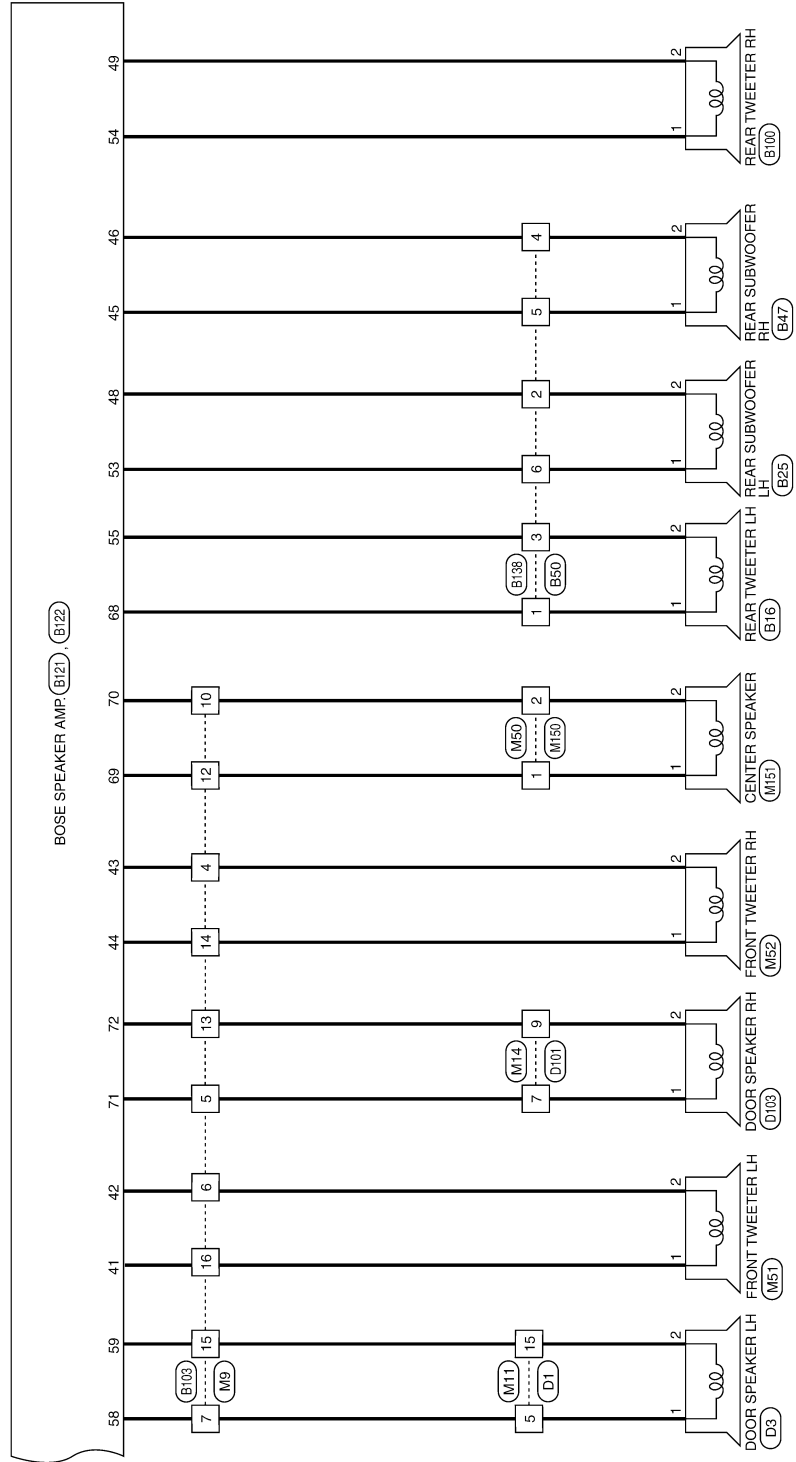 BOSE SPEAKER AMP. B121 , B122
58 59 41 42 71 72 44 43 69 70 68 55 53 48 45 46 54 49
B103
7 15 16 6 5 13 14 4 12 10
M9
M11 M14 M50 B138
5 15 7 9 1 2 1 3 6 2 5 4
D1 D101 M150 B50
1 2 1 2 1 2 1 2 1 2 1 2 1 2 1 2 1 2
DOOR SPEAKER LH
D3
FRONT TWEETER LH
M51
DOOR SPEAKER RH
D103
FRONT TWEETER RH
M52
CENTER SPEAKER
M151
REAR TWEETER LH
B16
REAR SUBWOOFER
LH
B25
REAR SUBWOOFER
RH
B47
REAR TWEETER RH
B100